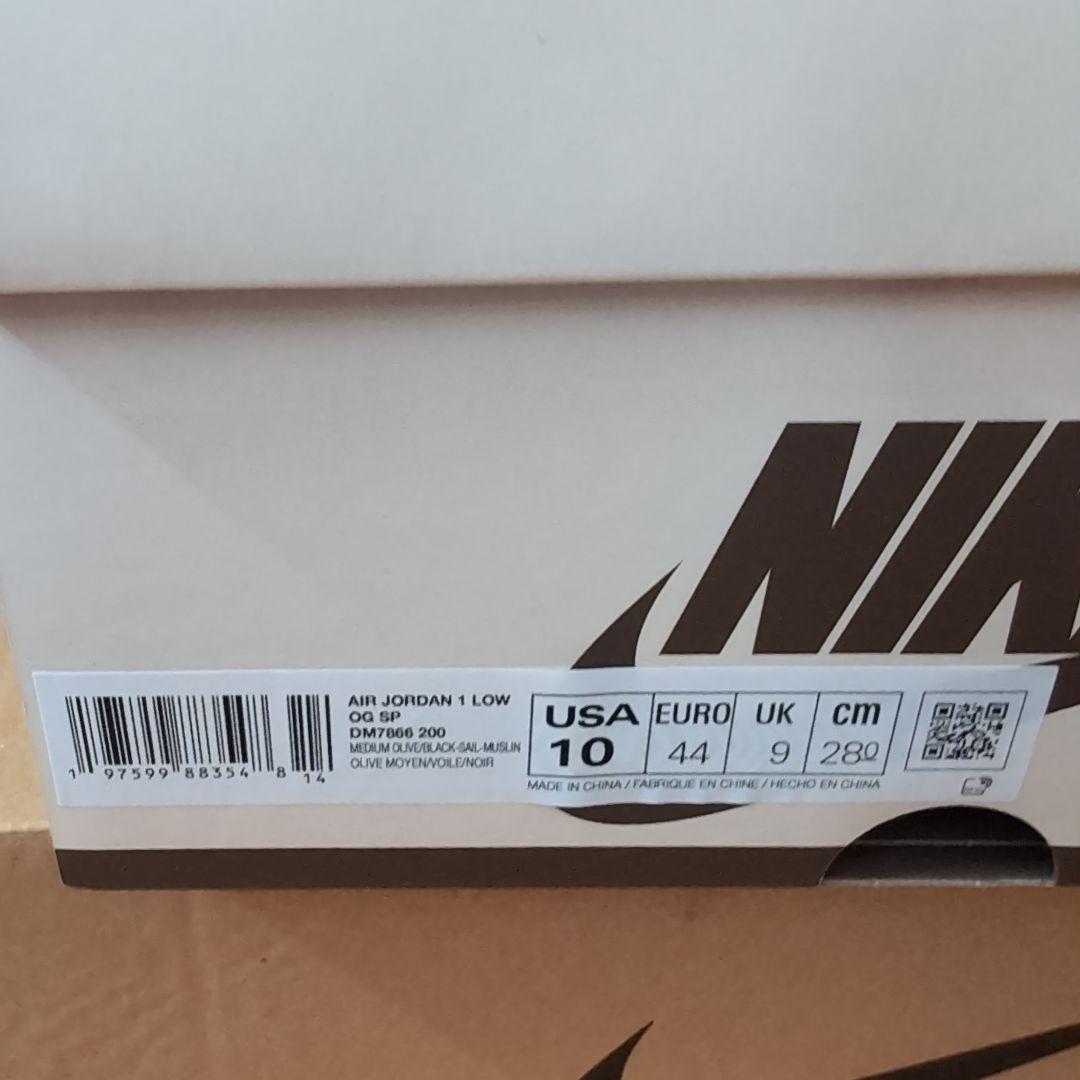 NIK
AIR JORDAN 1 LOW
OG SP
DM7866 200
MEDIUM OLIVE/BLACK-SAIL-MUSLIN
OLIVE MOYEN/VOILE/NOIR
1 97599 88354 8 14
USA EURO UK cm
10 44 9 28.0
MADE IN CHINA / FABRIQUE EN CHINE / HECHO EN CHINA